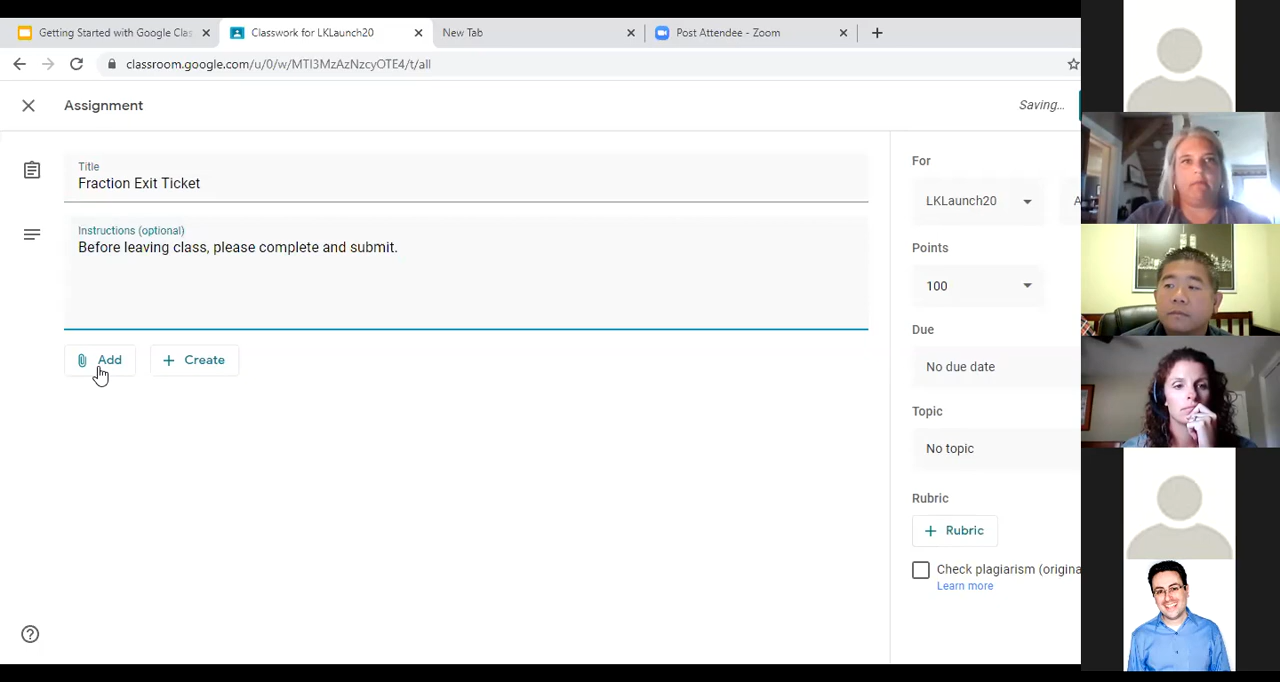 Getting Started with Google Clas
Classwork for LKLaunch20
New Tab
Post Attendee - Zoom
classroom.google.com/u/0/w/MTI3MzAzNzcyOTE4/t/all
Assignment
Saving...
Title
Fraction Exit Ticket
Instructions (optional)
Before leaving class, please complete and submit.
Add
Create
For
LKLaunch20
A
Points
100
Due
No due date
Topic
No topic
Rubric
Rubric
Check plagiarism (origina
Learn more